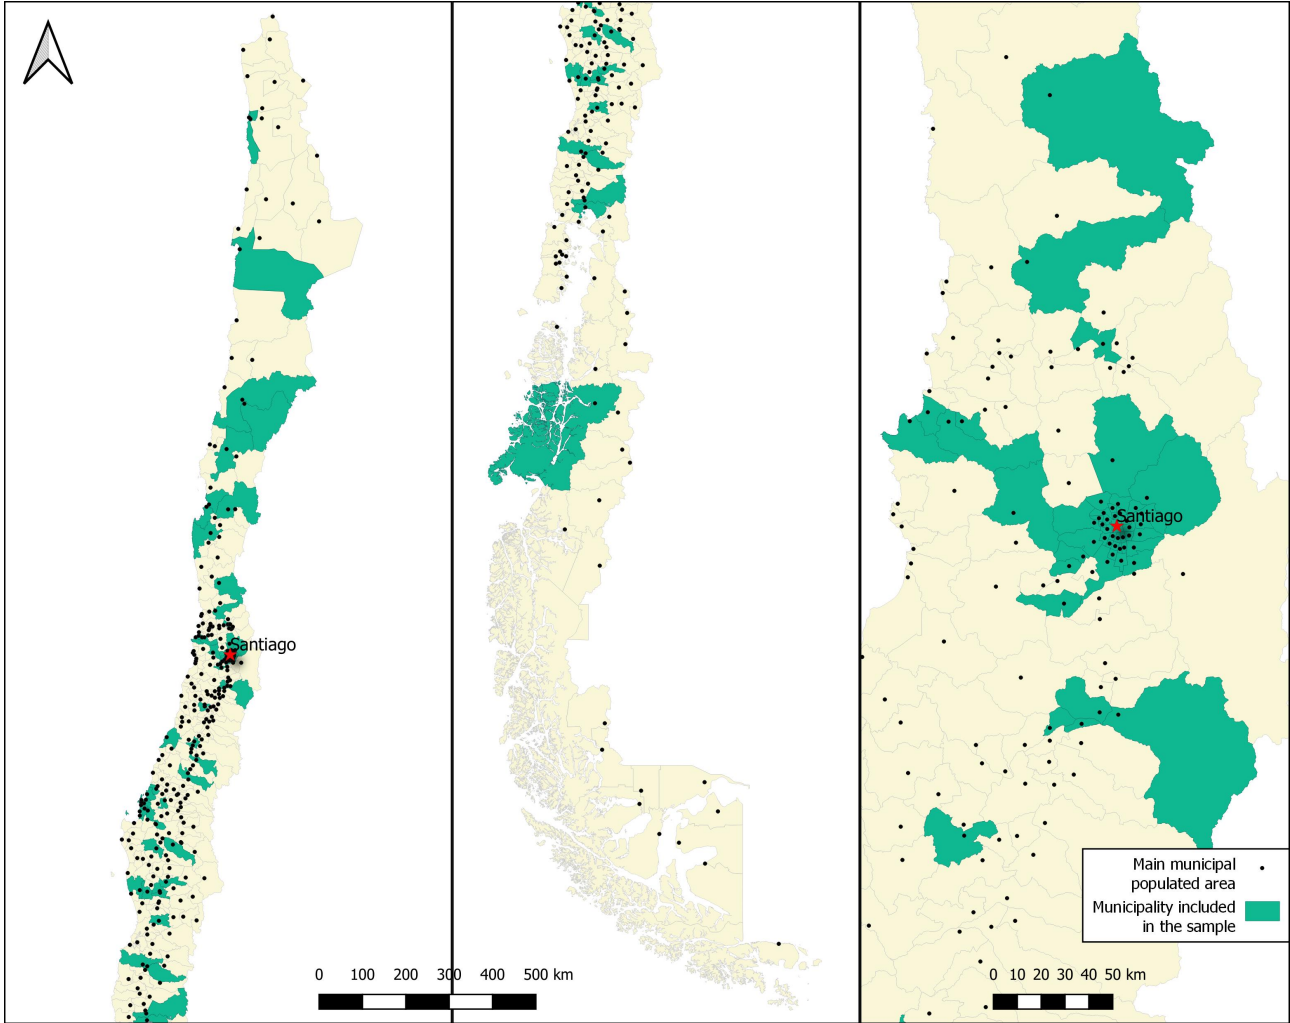 Santiago
Santiago
Main municipal
populated area
Municipality included
in the sample
0 100 200 300 400 500 km
0 10 20 30 40 50 km